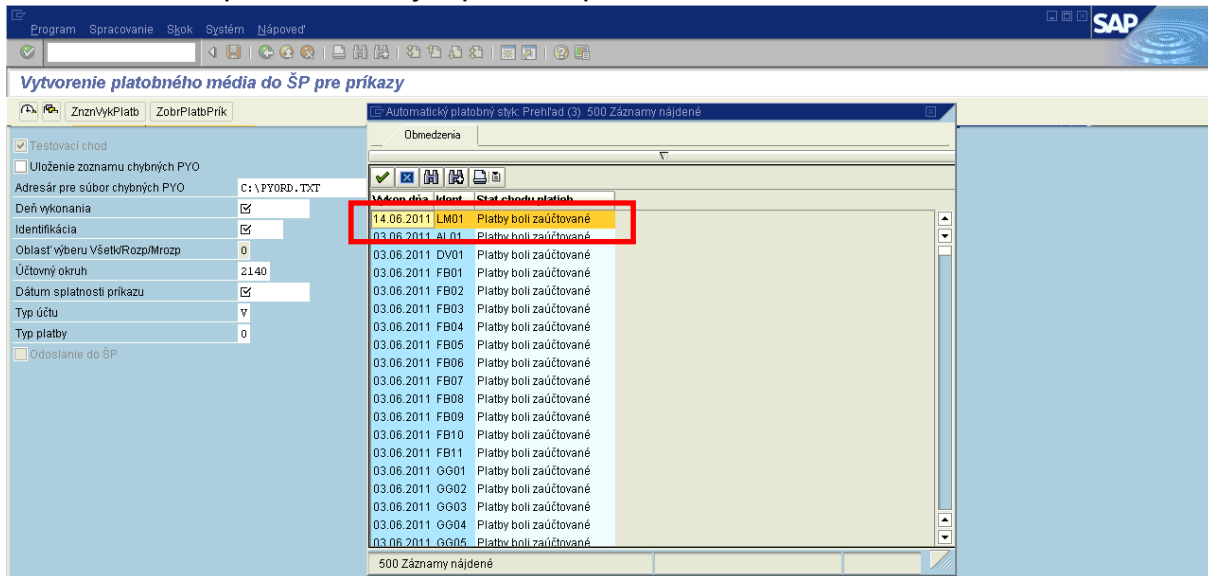 Program Spracovanie Skok Systém Nápoveď
SAP
Vytvorenie platobného média do ŠP pre príkazy
ZnznVýkPlatb ZobrPlatbPrík
Testovací chod
Uloženie zoznamu chybných PYO
Adresár pre súbor chybných PYO C:\PYORD.TXT
Deň vykonania
Identifikácia
Oblasť výberu Všetk/Rozp/Mrozp 0
Účtovný okruh 2140
Dátum splatnosti príkazu
Typ účtu V
Typ platby 0
Odoslanie do ŠP
Automatický platobný styk: Prehľad (3) 500 Záznamy nájdené
Obmedzenia
Výkon dňa Ident. Stat.chodu platieb
14.06.2011 LM01 Platby boli zaúčtované
03.06.2011 AL01 Platby boli zaúčtované
03.06.2011 DV01 Platby boli zaúčtované
03.06.2011 FB01 Platby boli zaúčtované
03.06.2011 FB02 Platby boli zaúčtované
03.06.2011 FB03 Platby boli zaúčtované
03.06.2011 FB04 Platby boli zaúčtované
03.06.2011 FB05 Platby boli zaúčtované
03.06.2011 FB06 Platby boli zaúčtované
03.06.2011 FB07 Platby boli zaúčtované
03.06.2011 FB08 Platby boli zaúčtované
03.06.2011 FB09 Platby boli zaúčtované
03.06.2011 FB10 Platby boli zaúčtované
03.06.2011 FB11 Platby boli zaúčtované
03.06.2011 GG01 Platby boli zaúčtované
03.06.2011 GG02 Platby boli zaúčtované
03.06.2011 GG03 Platby boli zaúčtované
03.06.2011 GG04 Platby boli zaúčtované
03.06.2011 GG05 Platby boli zaúčtované
500 Záznamy nájdené